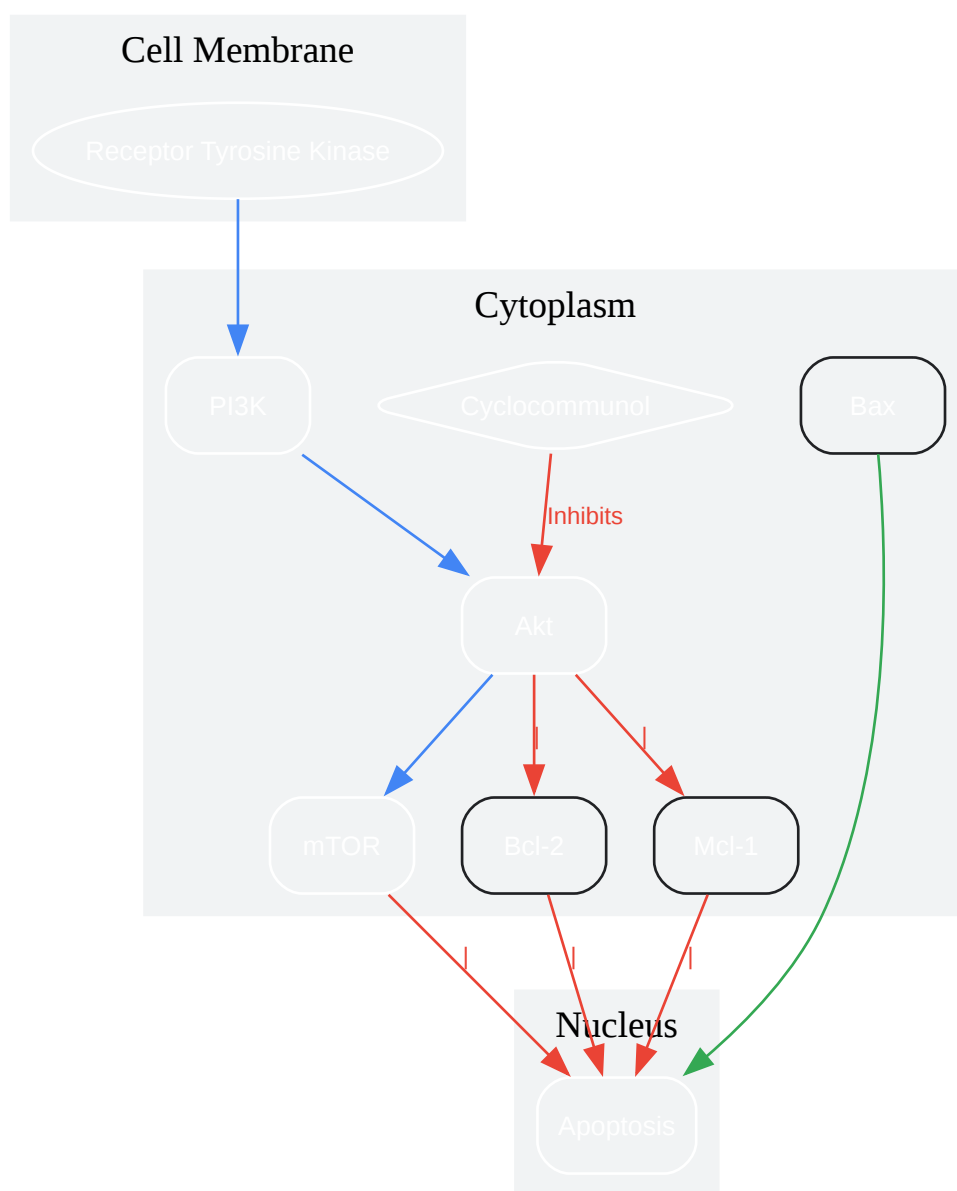 Cell Membrane
Receptor Tyrosine Kinase
Cytoplasm
PI3K
Cyclocommunol
Bax
Inhibits
Akt
|
|
mTOR
Bcl-2
Mcl-1
|
|
|
Nucleus
Apoptosis